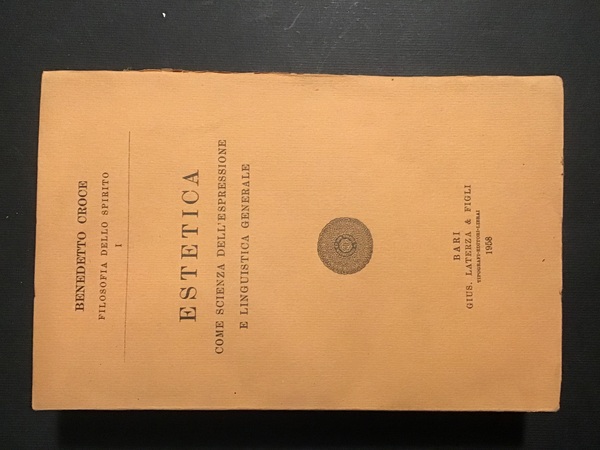 BENEDETTO CROCE
FILOSOFIA DELLO SPIRITO
I
ESTETICA
COME SCIENZA DELL'ESPRESSIONE
E LINGUISTICA GENERALE
BARI
GIUS. LATERZA & FIGLI
TIPOGRAFI-EDITORI-LIBRAI
1958